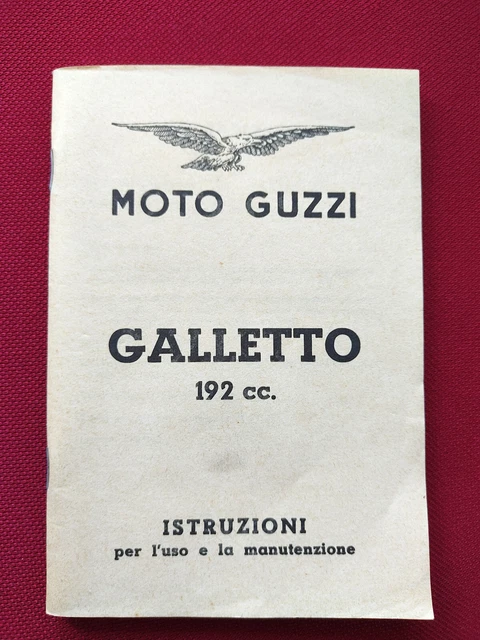 MOTO GUZZI
GALLETTO
192 cc.
ISTRUZIONI
per l'uso e la manutenzione